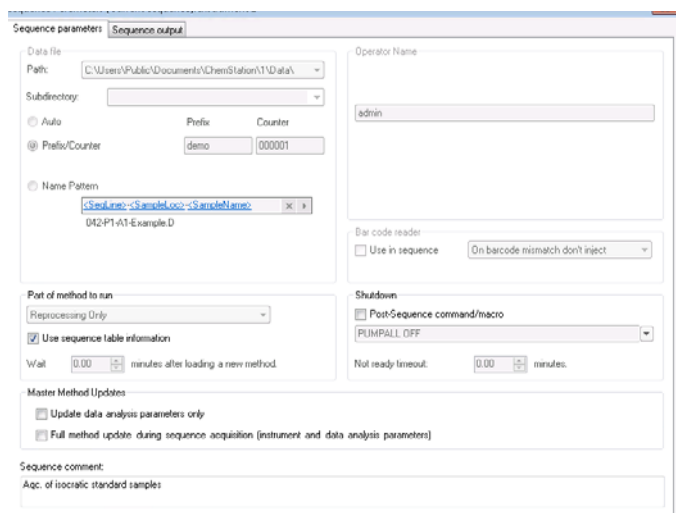 Sequence parameters Sequence output
Data file
Path: C:\Users\Public\Documents\ChemStation\1\Data\
Subdirectory:
Auto Prefix Counter
Prefix/Counter demo 000001
Name Pattern
<SeqLine>-<SampleLoc>-<SampleName>
042-P1-A1-Example.D
Operator Name
admin
Bar code reader
Use in sequence On barcode mismatch don't inject
Part of method to run
Reprocessing Only
Use sequence table information
Wait 0.00 minutes after loading a new method.
Shutdown
Post-Sequence command/macro
PUMPALL OFF
Not ready timeout: 0.00 minutes.
Master Method Updates
Update data analysis parameters only
Full method update during sequence acquisition (instrument and data analysis parameters)
Sequence comment:
Aqc. of isocratic standard samples